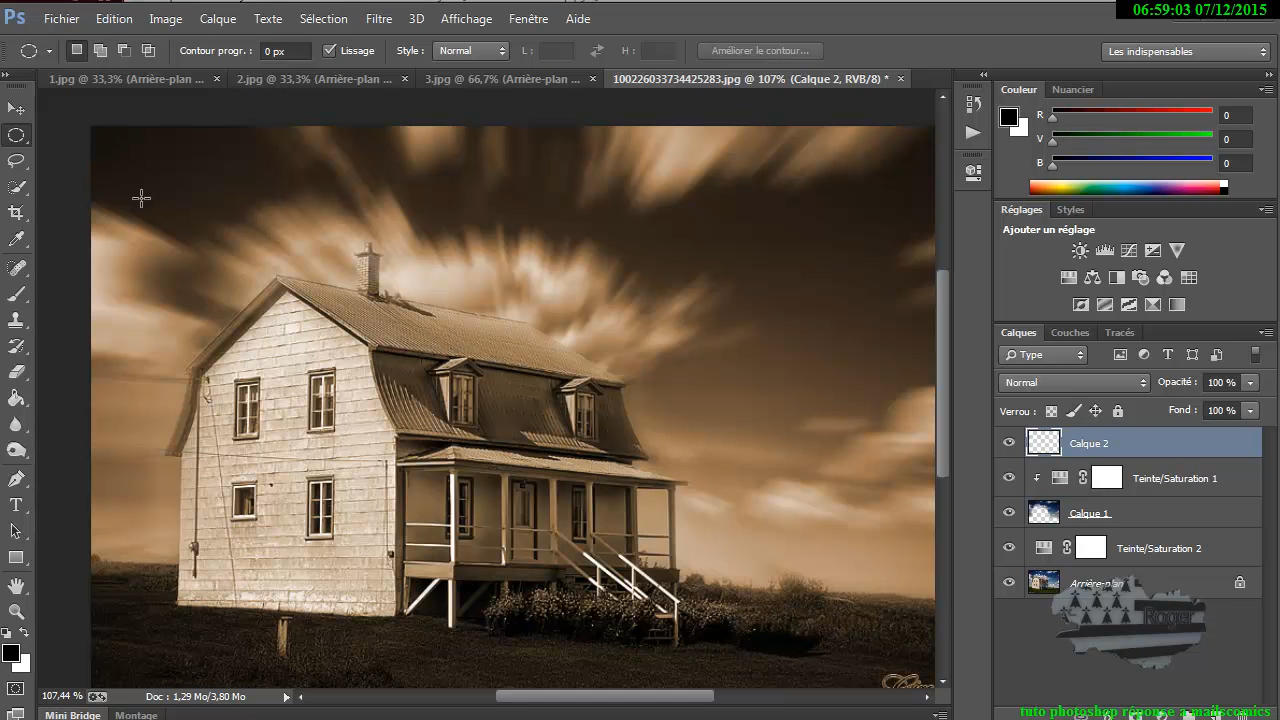 06:59:03 07/12/2015
Ps Fichier Edition Image Calque Texte Sélection Filtre 3D Affichage Fenêtre Aide
Contour progr. : 0 px Lissage Style : Normal L : H : Améliorer le contour... Les indispensables
1.jpg @ 33,3% (Arrière-plan ... × 2.jpg @ 33,3% (Arrière-plan ... × 3.jpg @ 66,7% (Arrière-plan ... × 100226033734425283.jpg @ 107% (Calque 2, RVB/8) * ×
Couleur Nuancier
R 0
V 0
B 0
Réglages Styles
Ajouter un réglage
Calques Couches Tracés
Type
Normal Opacité : 100 %
Verrou : Fond : 100 %
Calque 2
Teinte/Saturation 1
Calque 1
Teinte/Saturation 2
Arrière-plan
Roger
107,44 % Doc : 1,29 Mo/3,80 Mo
Mini Bridge Montage
tuto photoshop réponse a mailscomics